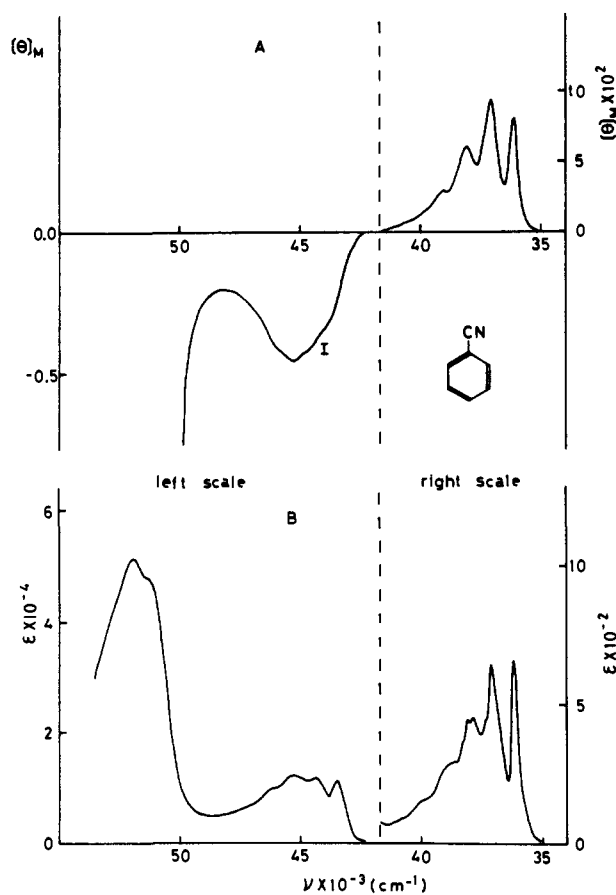 [Θ]M
A
10
5
0
[Θ]M X10²
0.0
-0.5
50
45
40
35
I
CN
left scale
right scale
B
6
4
2
0
ε X10⁻⁴
10
5
0
ε X10⁻²
50
45
40
35
ν X10⁻³ (cm⁻¹)